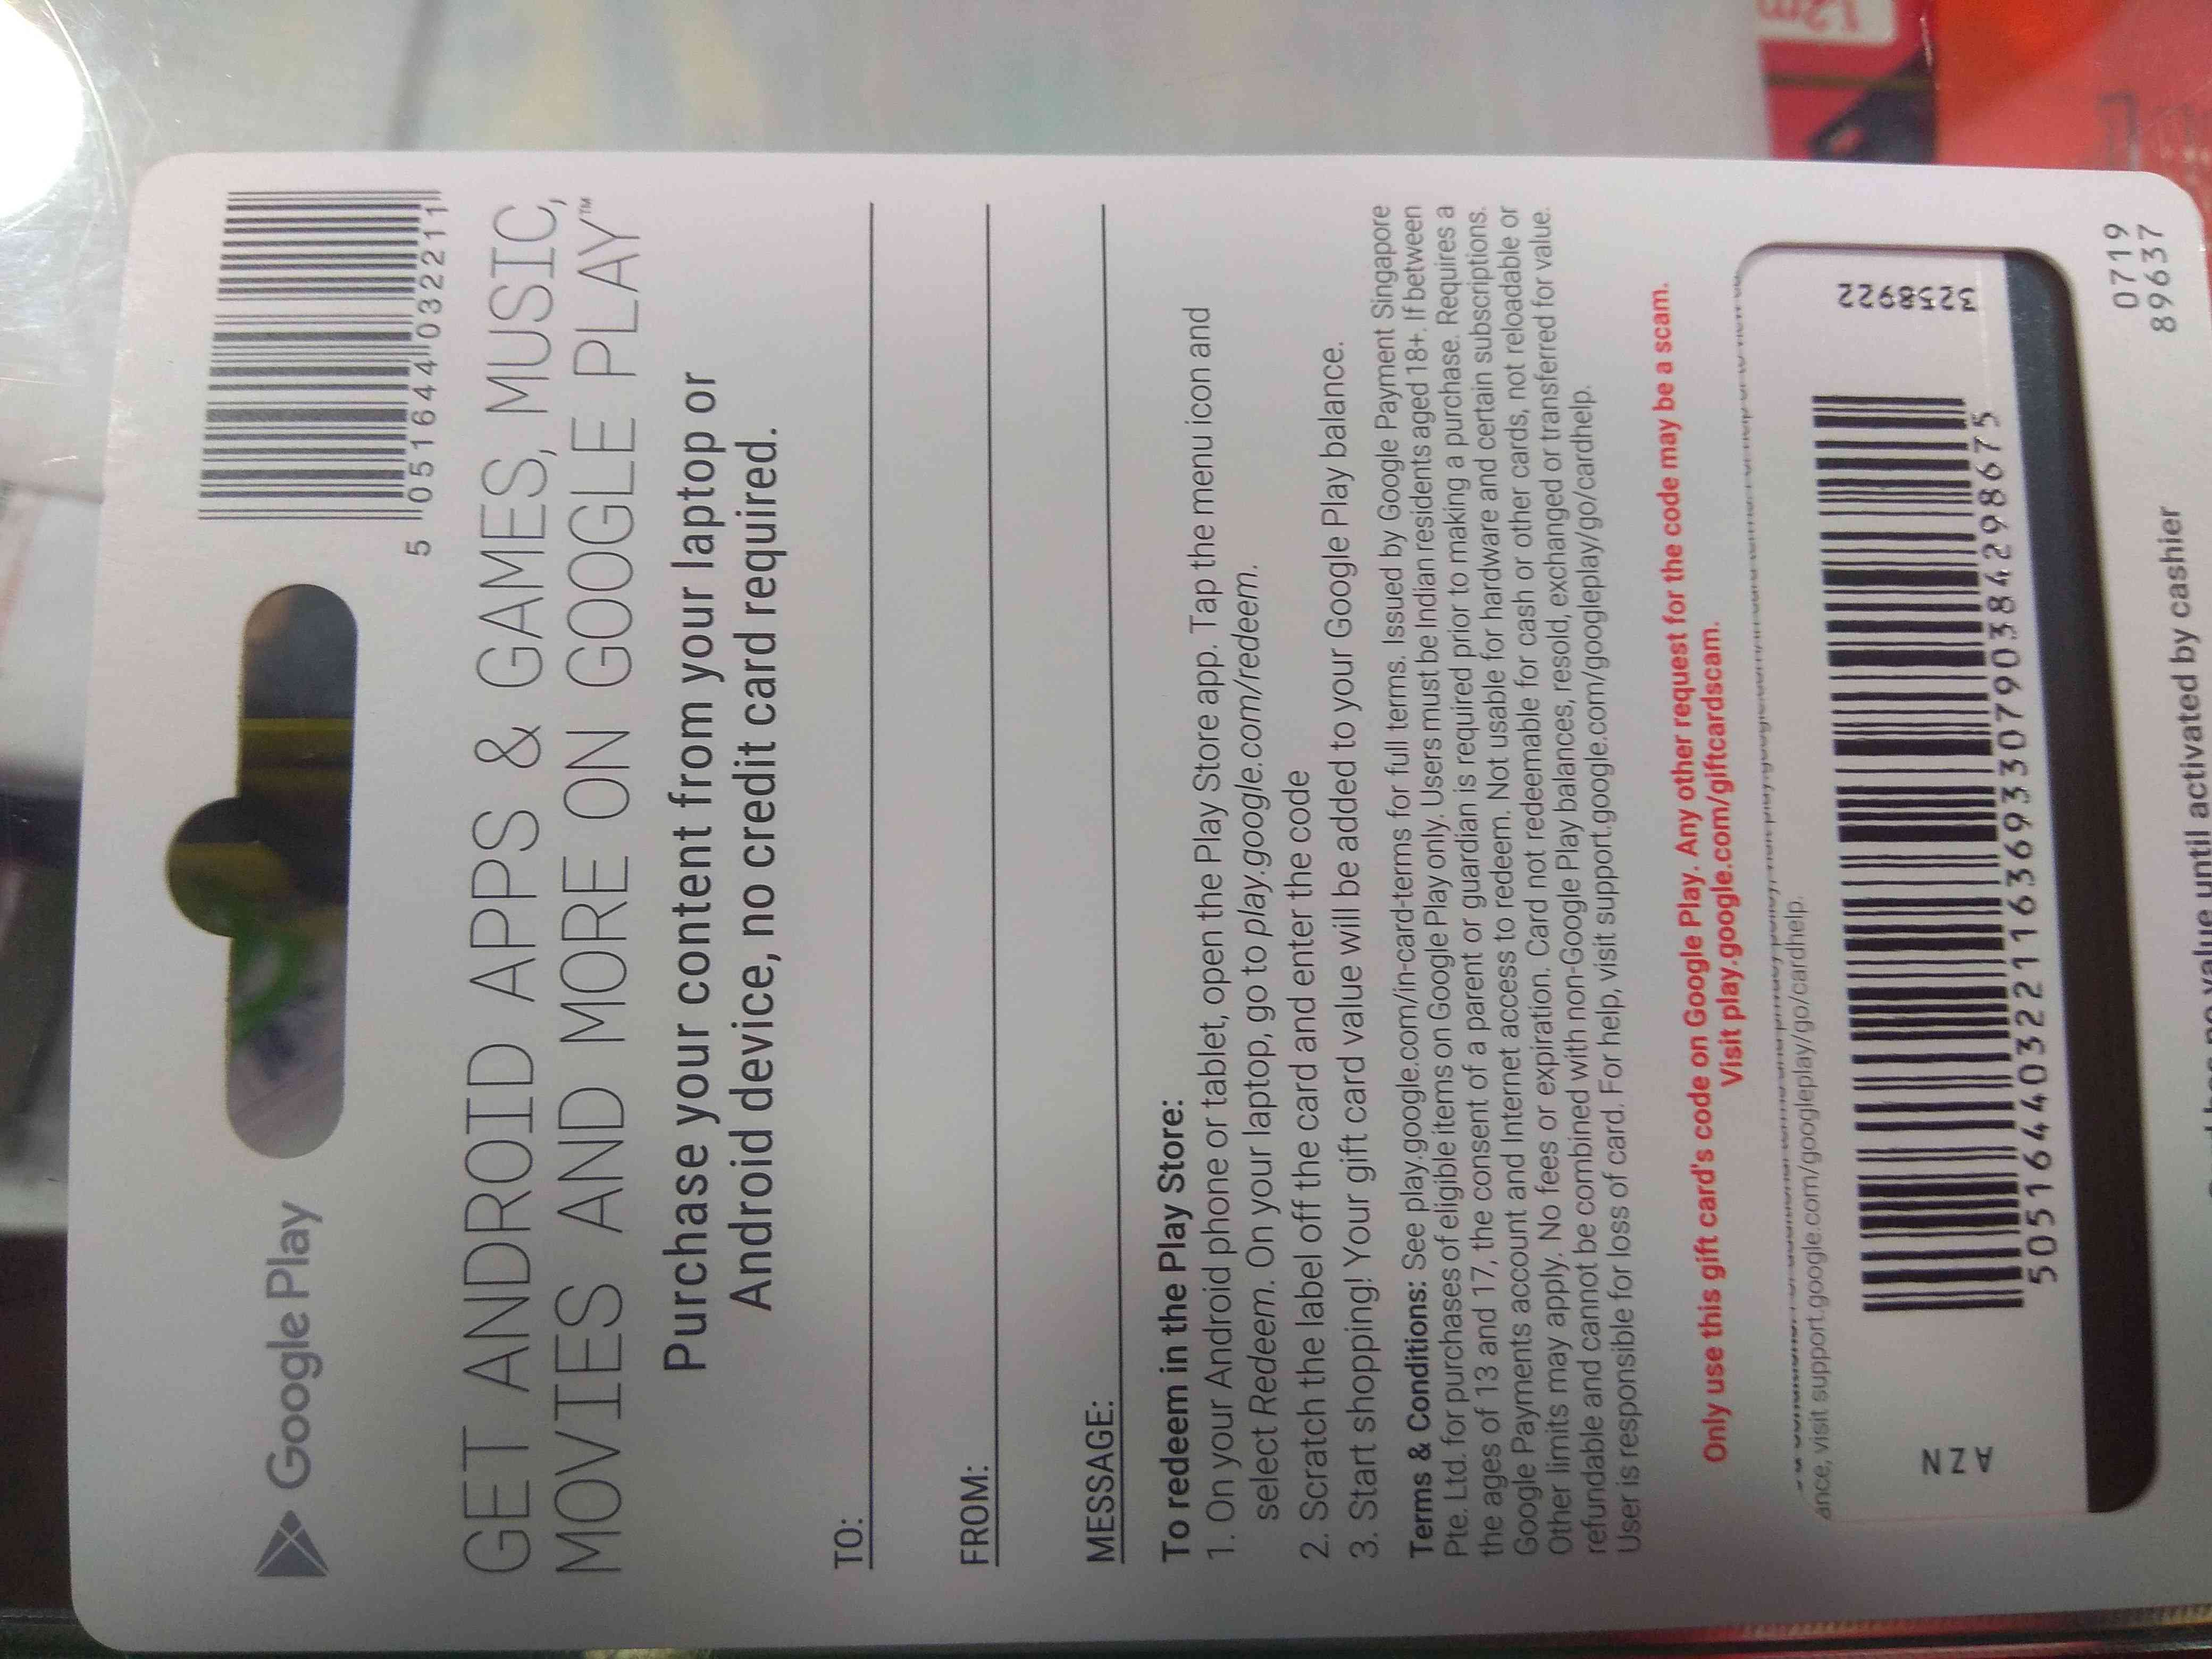 Google Play
5 051644 032211
GET ANDROID APPS & GAMES, MUSIC,
MOVIES AND MORE ON GOOGLE PLAY™
Purchase your content from your laptop or
Android device, no credit card required.
TO:
FROM:
MESSAGE:
To redeem in the Play Store:
1. On your Android phone or tablet, open the Play Store app. Tap the menu icon and
select Redeem. On your laptop, go to play.google.com/redeem.
2. Scratch the label off the card and enter the code
3. Start shopping! Your gift card value will be added to your Google Play balance.
Terms & Conditions: See play.google.com/in-card-terms for full terms. Issued by Google Payment Singapore
Pte. Ltd. for purchases of eligible items on Google Play only. Users must be Indian residents aged 18+. If between
the ages of 13 and 17, the consent of a parent or guardian is required prior to making a purchase. Requires a
Google Payments account and Internet access to redeem. Not usable for hardware and certain subscriptions.
Other limits may apply. No fees or expiration. Card not redeemable for cash or other cards, not reloadable or
refundable and cannot be combined with non-Google Play balances, resold, exchanged or transferred for value.
User is responsible for loss of card. For help, visit support.google.com/googleplay/go/cardhelp.
Only use this gift card's code on Google Play. Any other request for the code may be a scam.
Visit play.google.com/giftcardscam.
ance, visit support.google.com/googleplay/go/cardhelp.
AZN
3258922
50516440322116369330790384298675
0719
89637
value until activated by cashier
12m